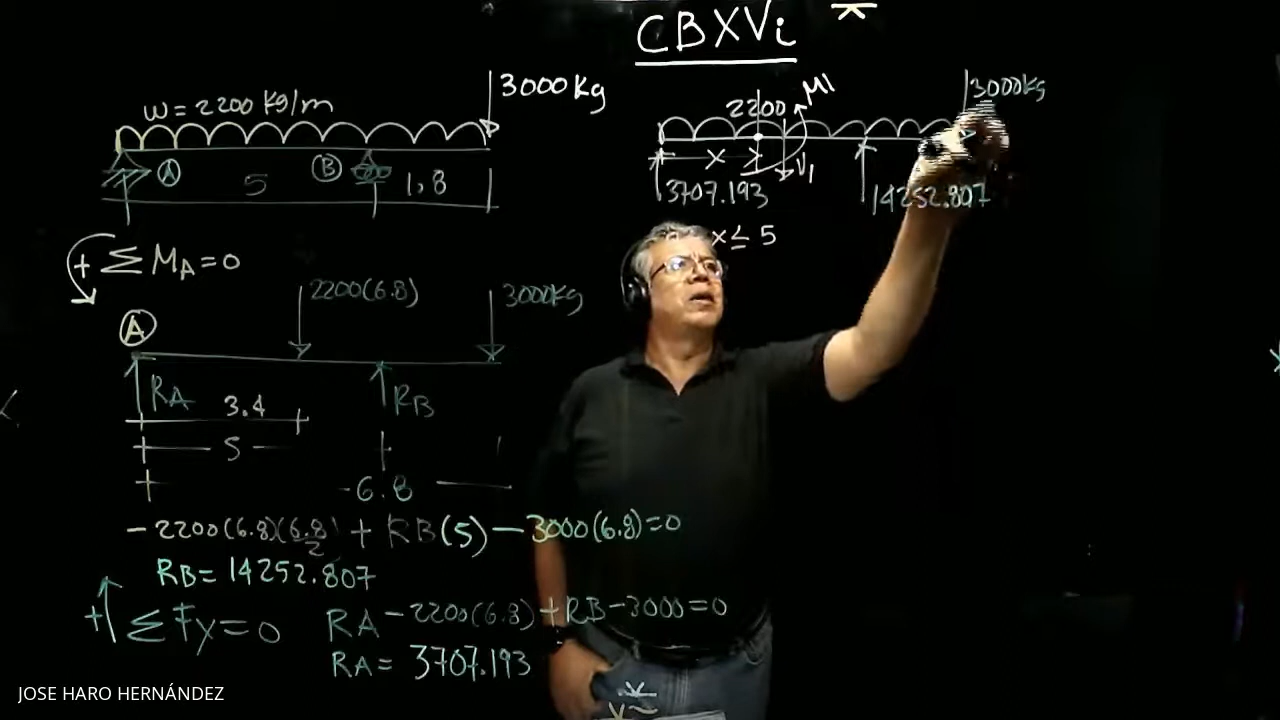 CBXVi
3000Kg
w=2200 Kg/m
A
B
5
1,8
2200
M1
3000Kg
X
V1
3707.193
14252.807
x≤5
+ ΣMA=0
2200(6.8)
3000Kg
A
RA
3.4
RB
5
6.8
-2200(6.8)(6.8/2)+RB(5)-3000(6.8)=0
RB=14252.807
+ ΣFy=0
RA-2200(6.8)+RB-3000=0
RA= 3707.193
JOSE HARO HERNÁNDEZ